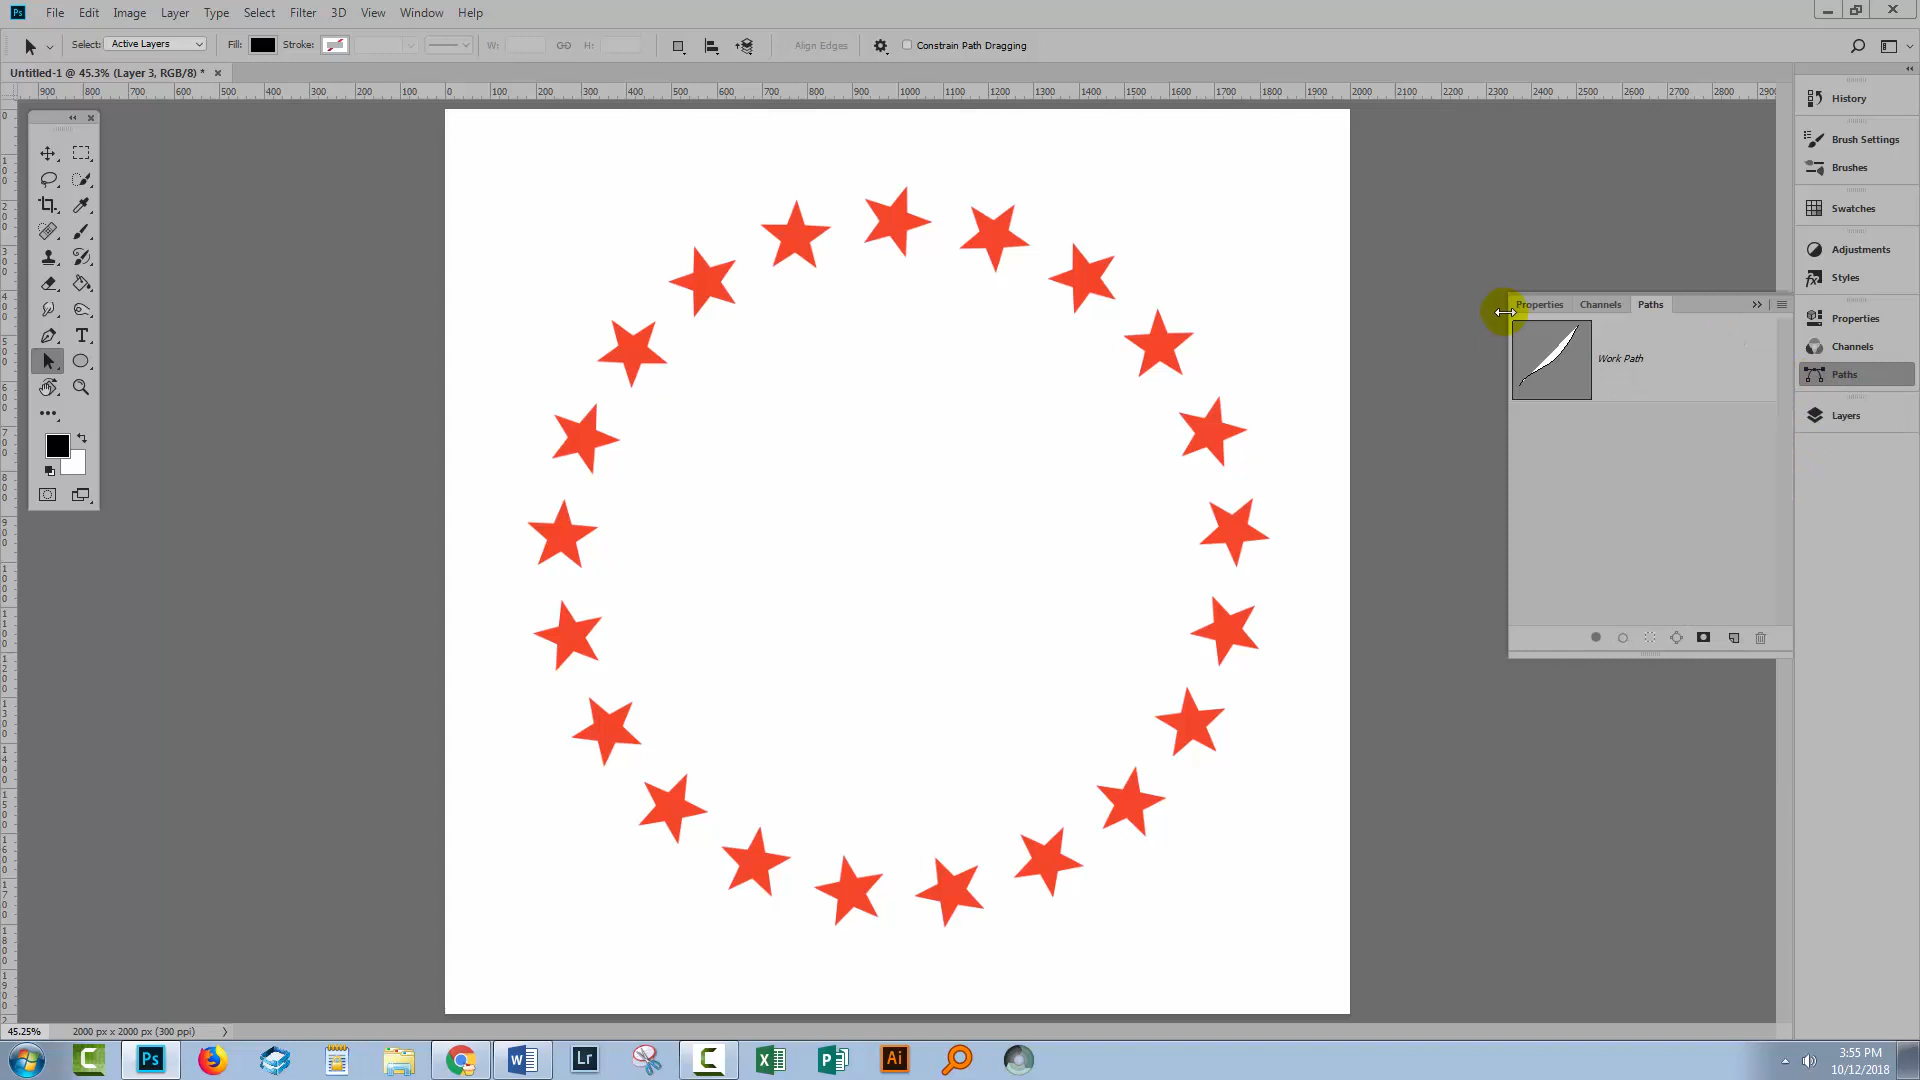 Ps File Edit Image Layer Type Select Filter 3D View Window Help
Select: Active Layers Fill: Stroke: W: H: Align Edges Constrain Path Dragging
Untitled-1 @ 45.3% (Layer 3, RGB/8) *
900 800 700 600 500 400 300 200 100 0 100 200 300 400 500 600 700 800 900 1000 1100 1200 1300 1400 1500 1600 1700 1800 1900 2000 2100 2200 2300 2400 2500 2600 2700 2800 2900
History
Brush Settings
Brushes
Swatches
Adjustments
Styles
Properties Channels Paths
Work Path
Properties
Channels
Paths
Layers
T
45.25% 2000 px x 2000 px (300 ppi)
C Ps W Lr C X P Ai
3:55 PM
10/12/2018